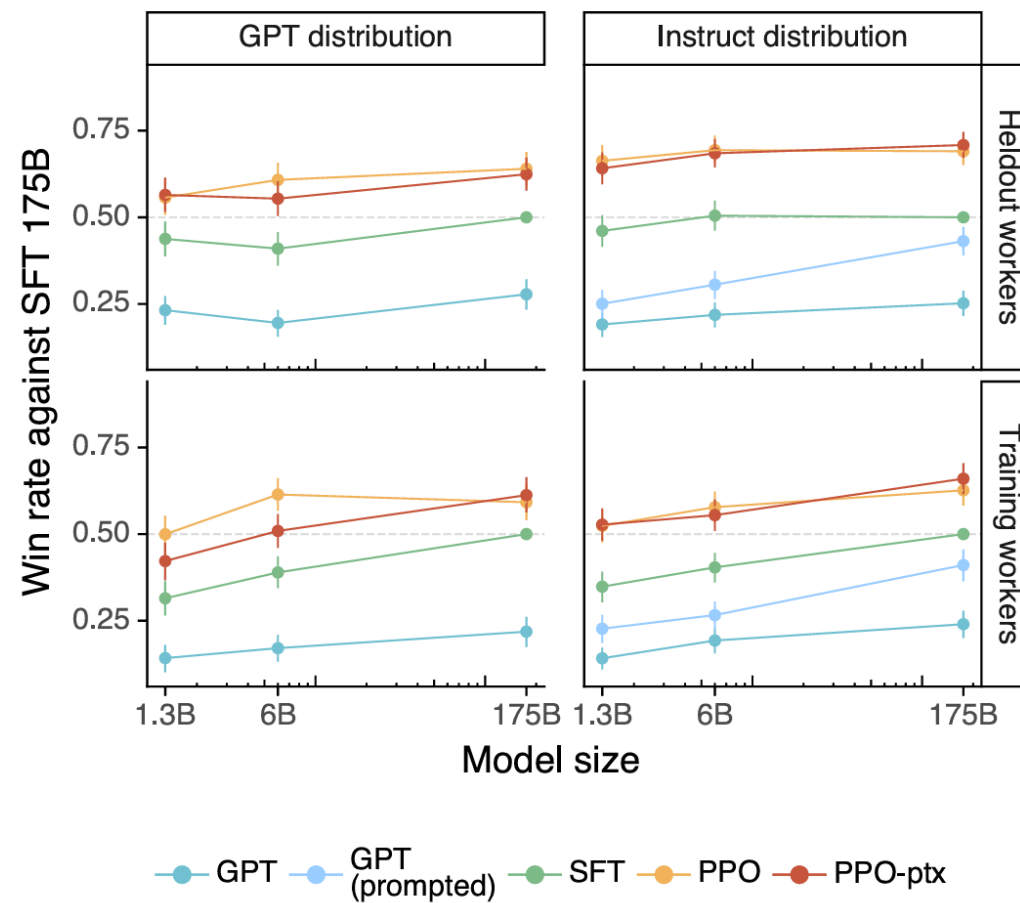 GPT distribution
Instruct distribution
Win rate against SFT 175B
0.75
0.50
0.25
Heldout workers
0.75
0.50
0.25
Training workers
1.3B
6B
175B
1.3B
6B
175B
Model size
GPT
GPT
(prompted)
SFT
PPO
PPO-ptx